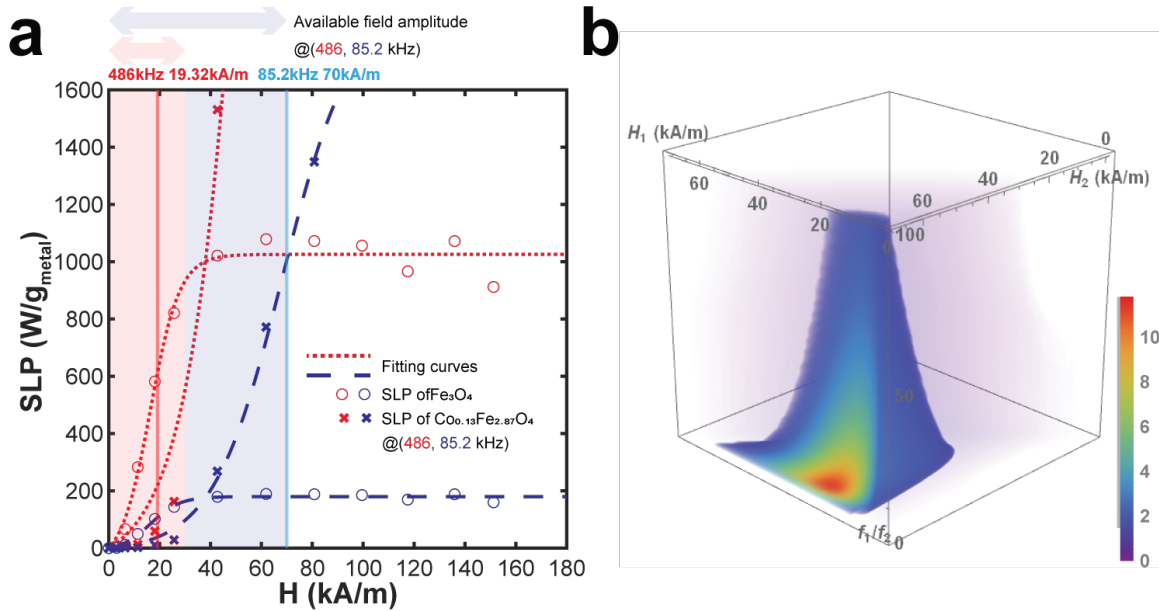 a
Available field amplitude
@(486, 85.2 kHz)
486kHz 19.32kA/m
85.2kHz 70kA/m
1600
1400
1200
1000
800
600
400
200
0
SLP (W/g_metal)
Fitting curves
SLP ofFe₃O₄
SLP of Co₀.₁₃Fe₂.₈₇O₄
@(486, 85.2 kHz)
0 20 40 60 80 100 120 140 160 180
H (kA/m)
b
H₁ (kA/m)
60
40
20
0
0
20
H₂ (kA/m)
40
60
100
50
f₁/f₂
0
10
8
6
4
2
0